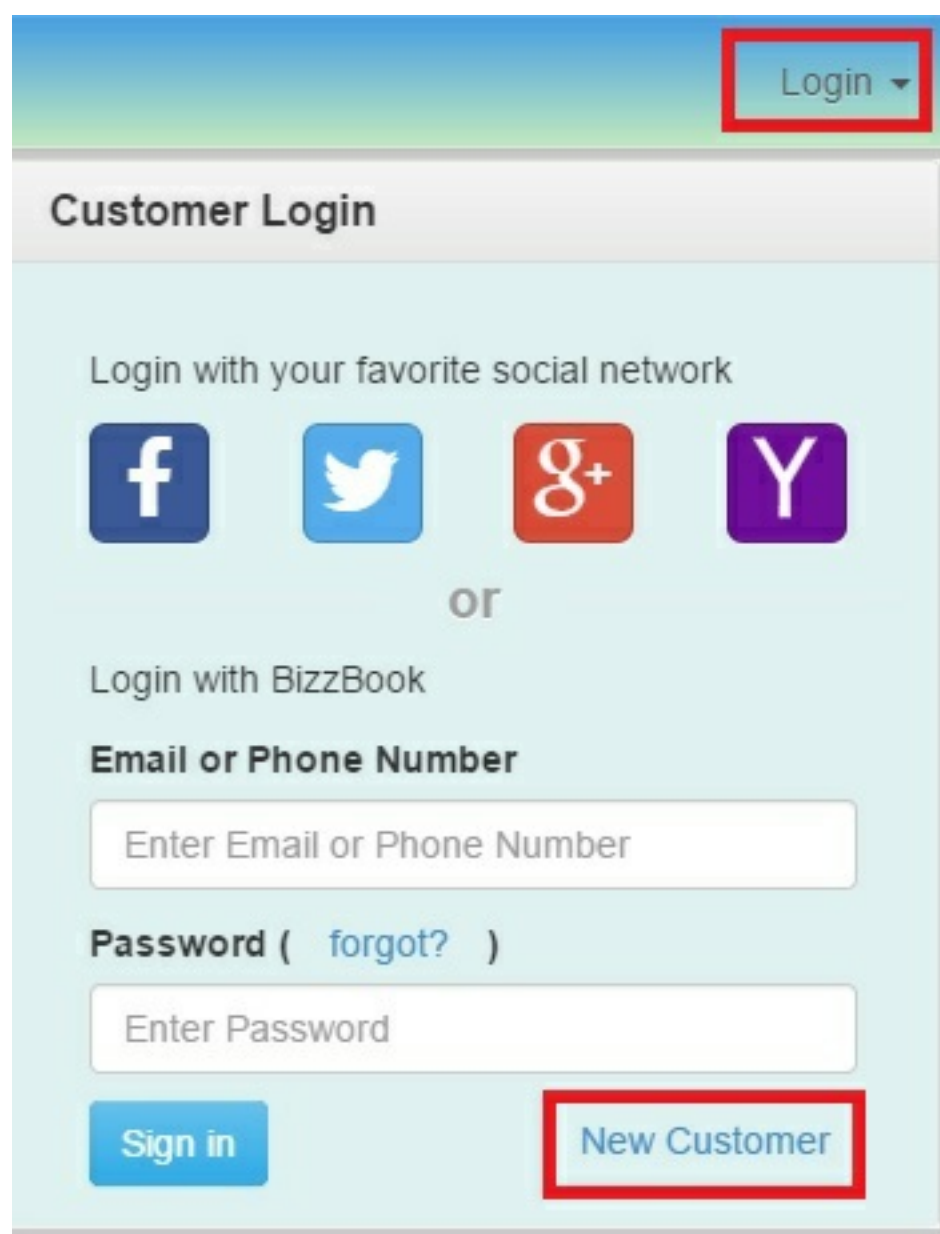 Login
Customer Login
Login with your favorite social network
f g+ Y
or
Login with BizzBook
Email or Phone Number
Enter Email or Phone Number
Password ( forgot? )
Enter Password
Sign in New Customer